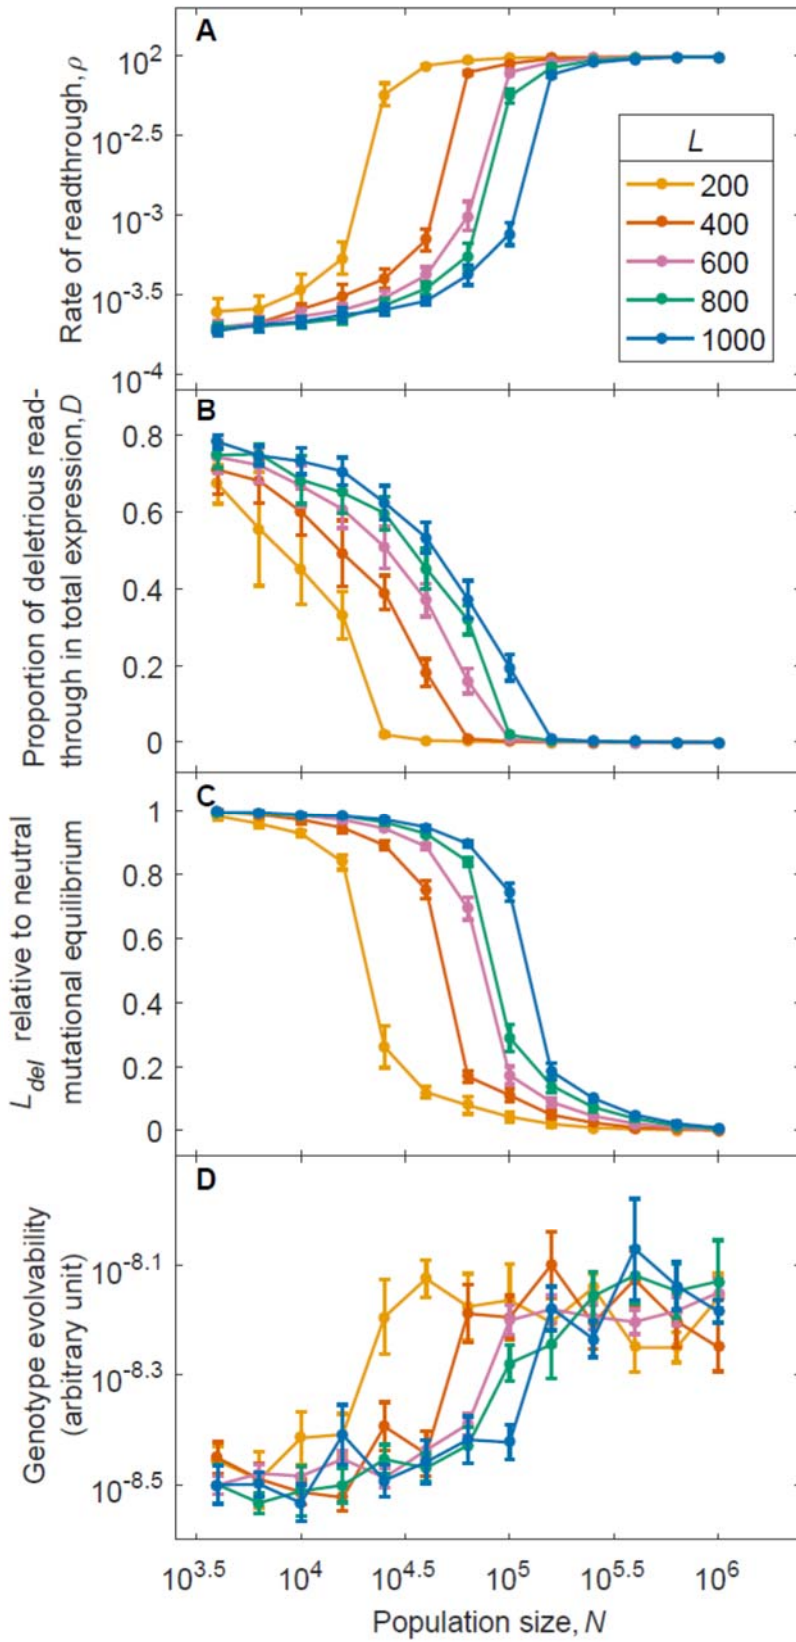 A
Rate of readthrough, ρ
10^2
10^-2.5
10^-3
10^-3.5
10^-4
L
200
400
600
800
1000
B
Proportion of deletrious read-
through in total expression, D
0.8
0.6
0.4
0.2
0
C
L_del relative to neutral
mutational equilibrium
1
0.8
0.6
0.4
0.2
0
D
Genotype evolvability
(arbitrary unit)
10^-8.1
10^-8.3
10^-8.5
10^3.5 10^4 10^4.5 10^5 10^5.5 10^6
Population size, N